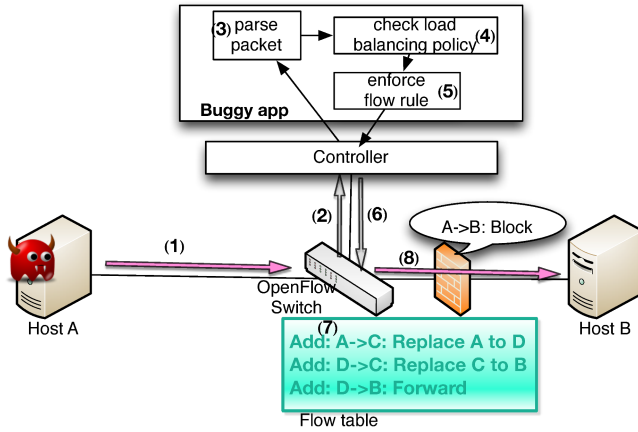 (3) parse
packet
check load
balancing policy
(4)
enforce
flow rule
(5)
Buggy app
Controller
(2)
(6)
A->B: Block
(1)
(8)
OpenFlow
Switch
Host A
Host B
(7)
Add: A->C: Replace A to D
Add: D->C: Replace C to B
Add: D->B: Forward
Flow table